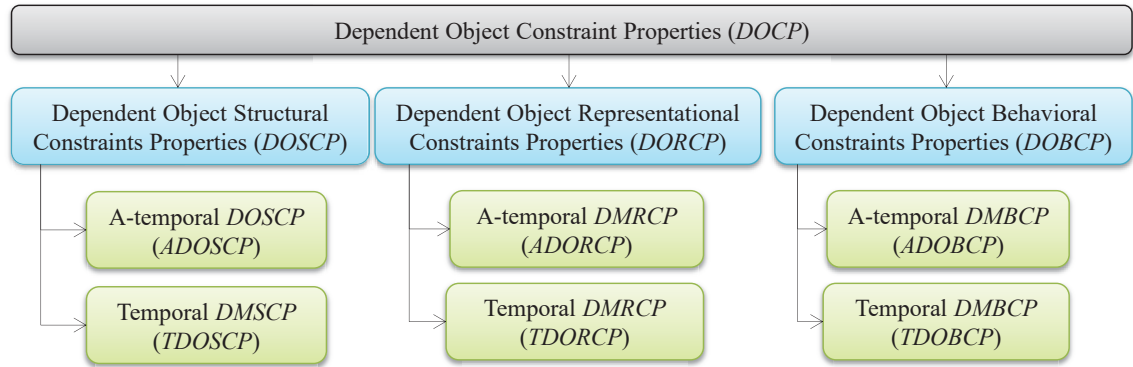 Dependent Object Constraint Properties (DOCP)
Dependent Object Structural
Constraints Properties (DOSCP)
Dependent Object Representational
Constraints Properties (DORCP)
Dependent Object Behavioral
Constraints Properties (DOBCP)
A-temporal DOSCP
(ADOSCP)
A-temporal DMRCP
(ADORCP)
A-temporal DMBCP
(ADOBCP)
Temporal DMSCP
(TDOSCP)
Temporal DMRCP
(TDORCP)
Temporal DMBCP
(TDOBCP)